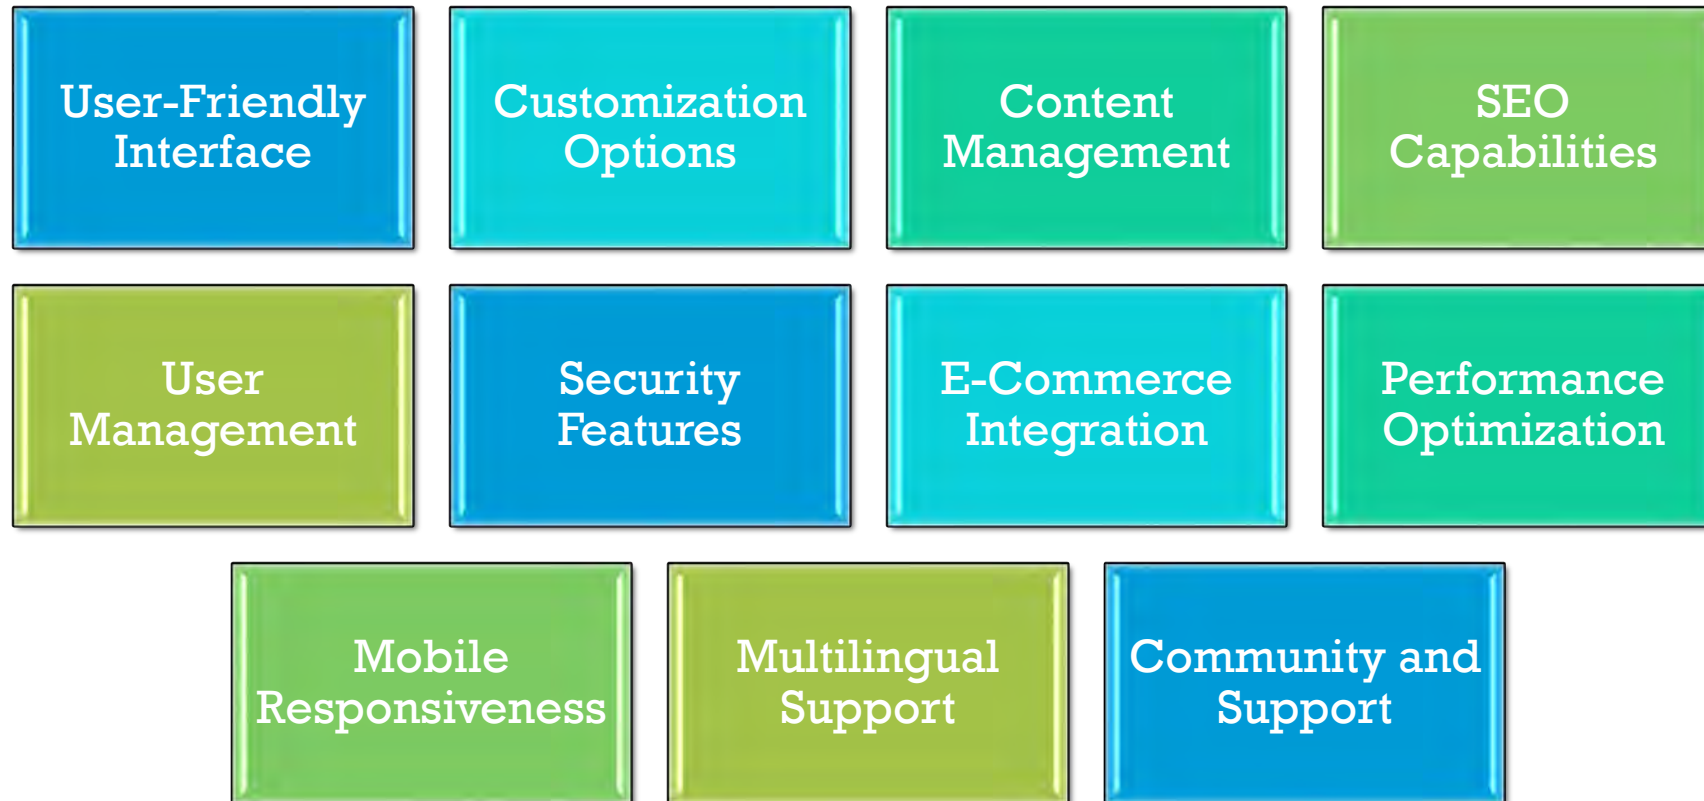 User-Friendly
Interface
Customization
Options
Content
Management
SEO
Capabilities
User
Management
Security
Features
E-Commerce
Integration
Performance
Optimization
Mobile
Responsiveness
Multilingual
Support
Community and
Support